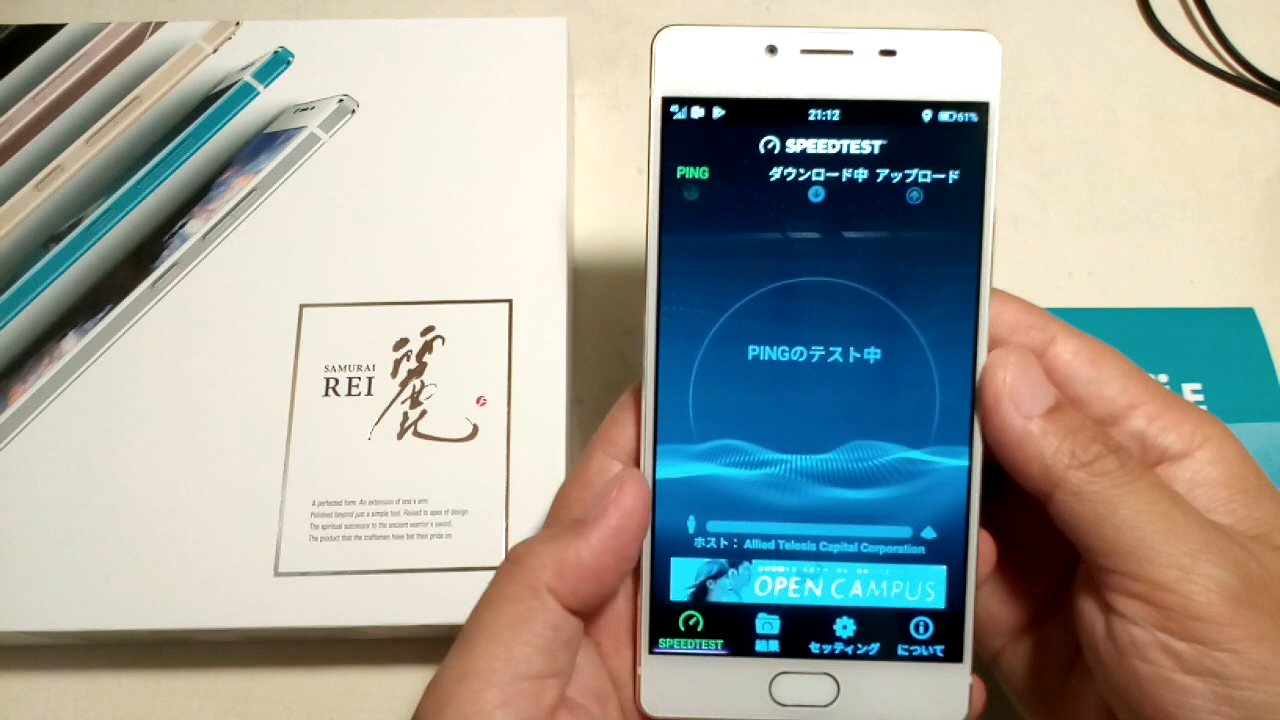 SAMURAI
REI 麗
A perfected form. An extension of one's arm.
Polished beyond just a simple tool. Raised to apex of design.
The spiritual successor to the ancient warrior's sword.
The product that the craftsmen have bet their pride on.
21:12
61%
SPEEDTEST
PING ダウンロード中 アップロード
PINGのテスト中
ホスト: Allied Telesis Capital Corporation
OPEN CAMPUS
SPEEDTEST 結果 セッティング について